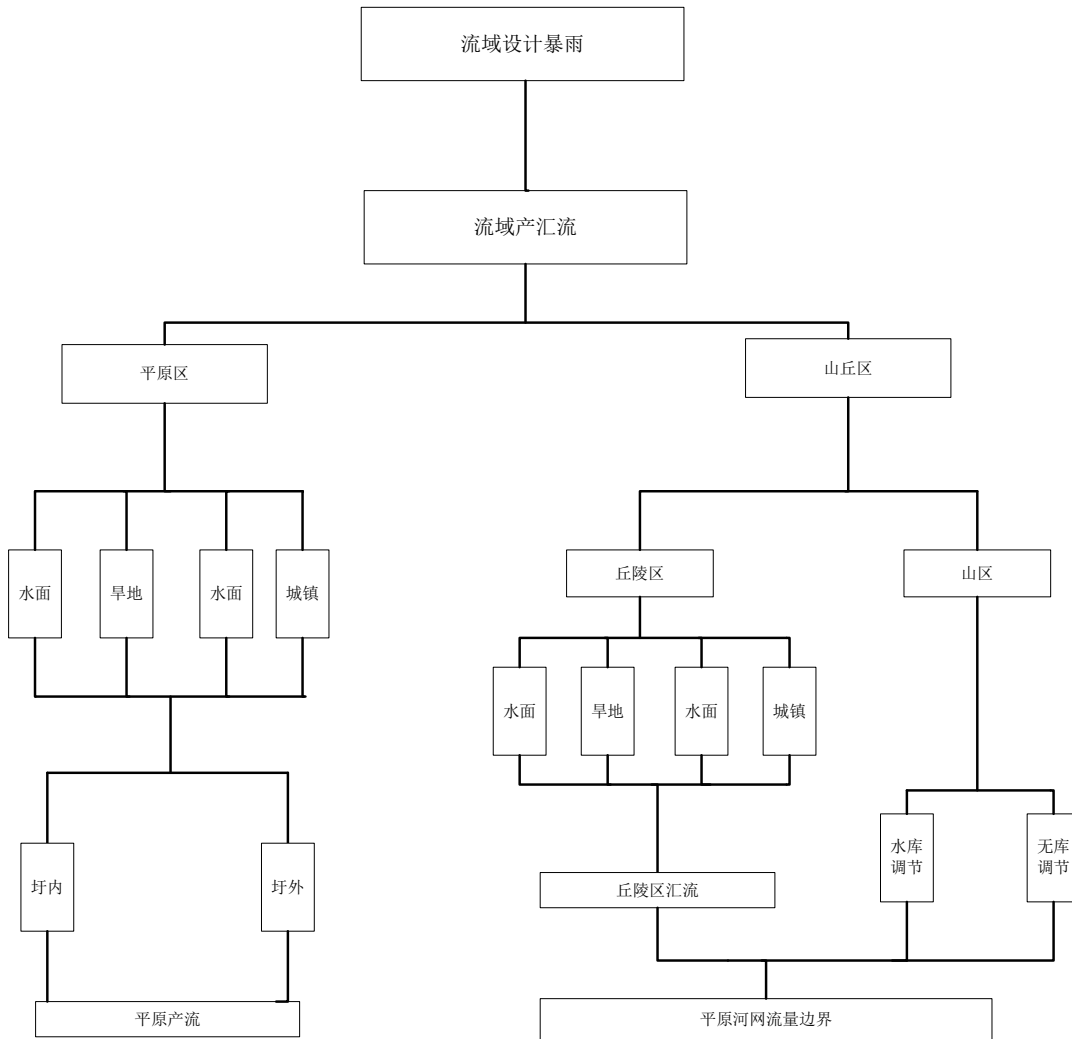 流域设计暴雨
流域产汇流
平原区
山丘区
水面
旱地
水面
城镇
丘陵区
山区
水面
旱地
水面
城镇
圩内
圩外
丘陵区汇流
水库
调节
无库
调节
平原产流
平原河网流量边界